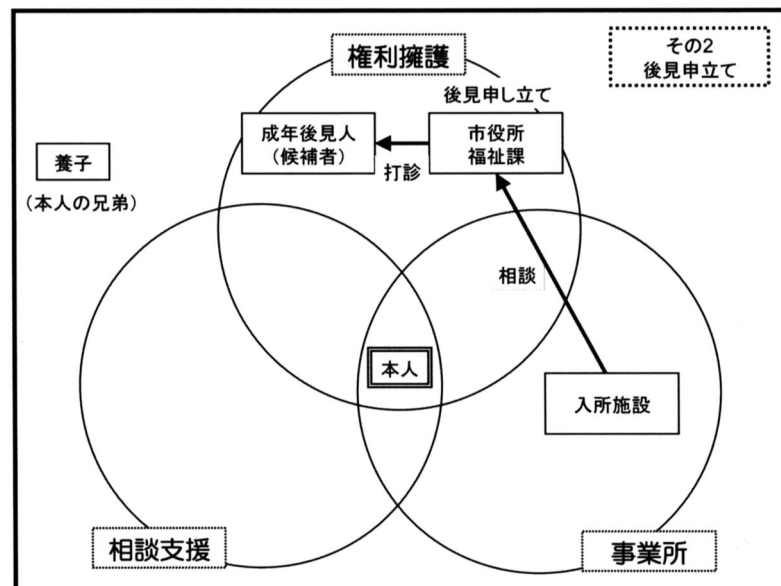 その2
後見申立て
権利擁護
後見申し立て
成年後見人
(候補者)
市役所
福祉課
打診
養子
(本人の兄弟)
相談
本人
入所施設
相談支援
事業所